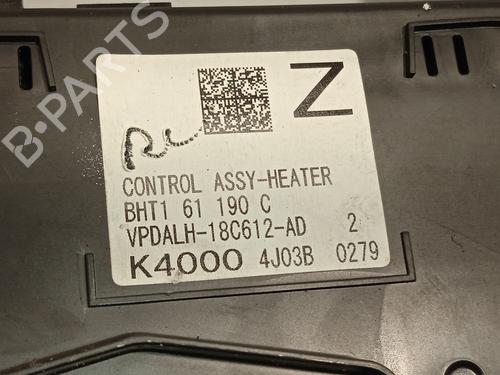 B-PARTS
Z
CONTROL ASSY-HEATER
BHT1 61 190 C
VPDALH-18C612-AD 2
K4000 4J03B 0279